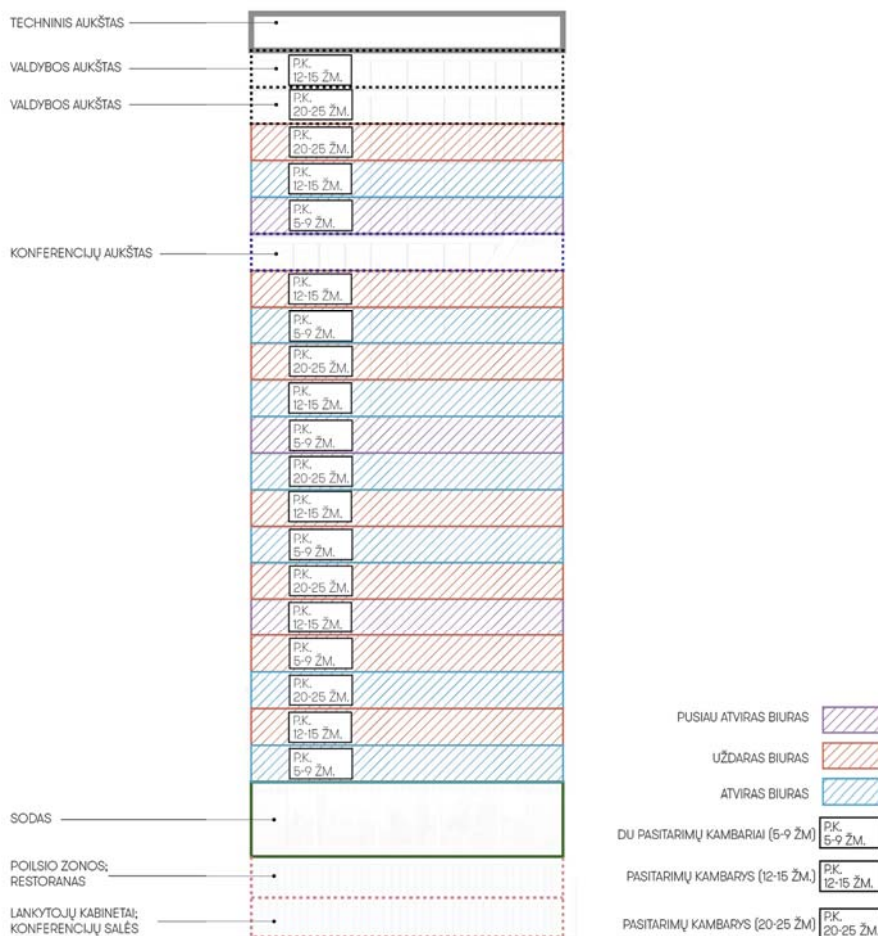 TECHNINIS AUKŠTAS
VALDYBOS AUKŠTAS
P.K.
12-15 ŽM.
VALDYBOS AUKŠTAS
P.K.
20-25 ŽM.
P.K.
20-25 ŽM.
P.K.
12-15 ŽM.
P.K.
5-9 ŽM.
KONFERENCIJŲ AUKŠTAS
P.K.
12-15 ŽM.
P.K.
5-9 ŽM.
P.K.
20-25 ŽM.
P.K.
12-15 ŽM.
P.K.
5-9 ŽM.
P.K.
20-25 ŽM.
P.K.
12-15 ŽM.
P.K.
5-9 ŽM.
P.K.
20-25 ŽM.
P.K.
12-15 ŽM.
P.K.
5-9 ŽM.
P.K.
20-25 ŽM.
P.K.
12-15 ŽM.
P.K.
5-9 ŽM.
SODAS
POILSIO ZONOS;
RESTORANAS
LANKYTOJŲ KABINETAI;
KONFERENCIJŲ SALĖS
PUSIAU ATVIRAS BIURAS
UŽDARAS BIURAS
ATVIRAS BIURAS
DU PASITARIMŲ KAMBARIAI (5-9 ŽM)
P.K.
5-9 ŽM.
PASITARIMŲ KAMBARYS (12-15 ŽM.)
P.K.
12-15 ŽM.
PASITARIMŲ KAMBARYS (20-25 ŽM)
P.K.
20-25 ŽM.